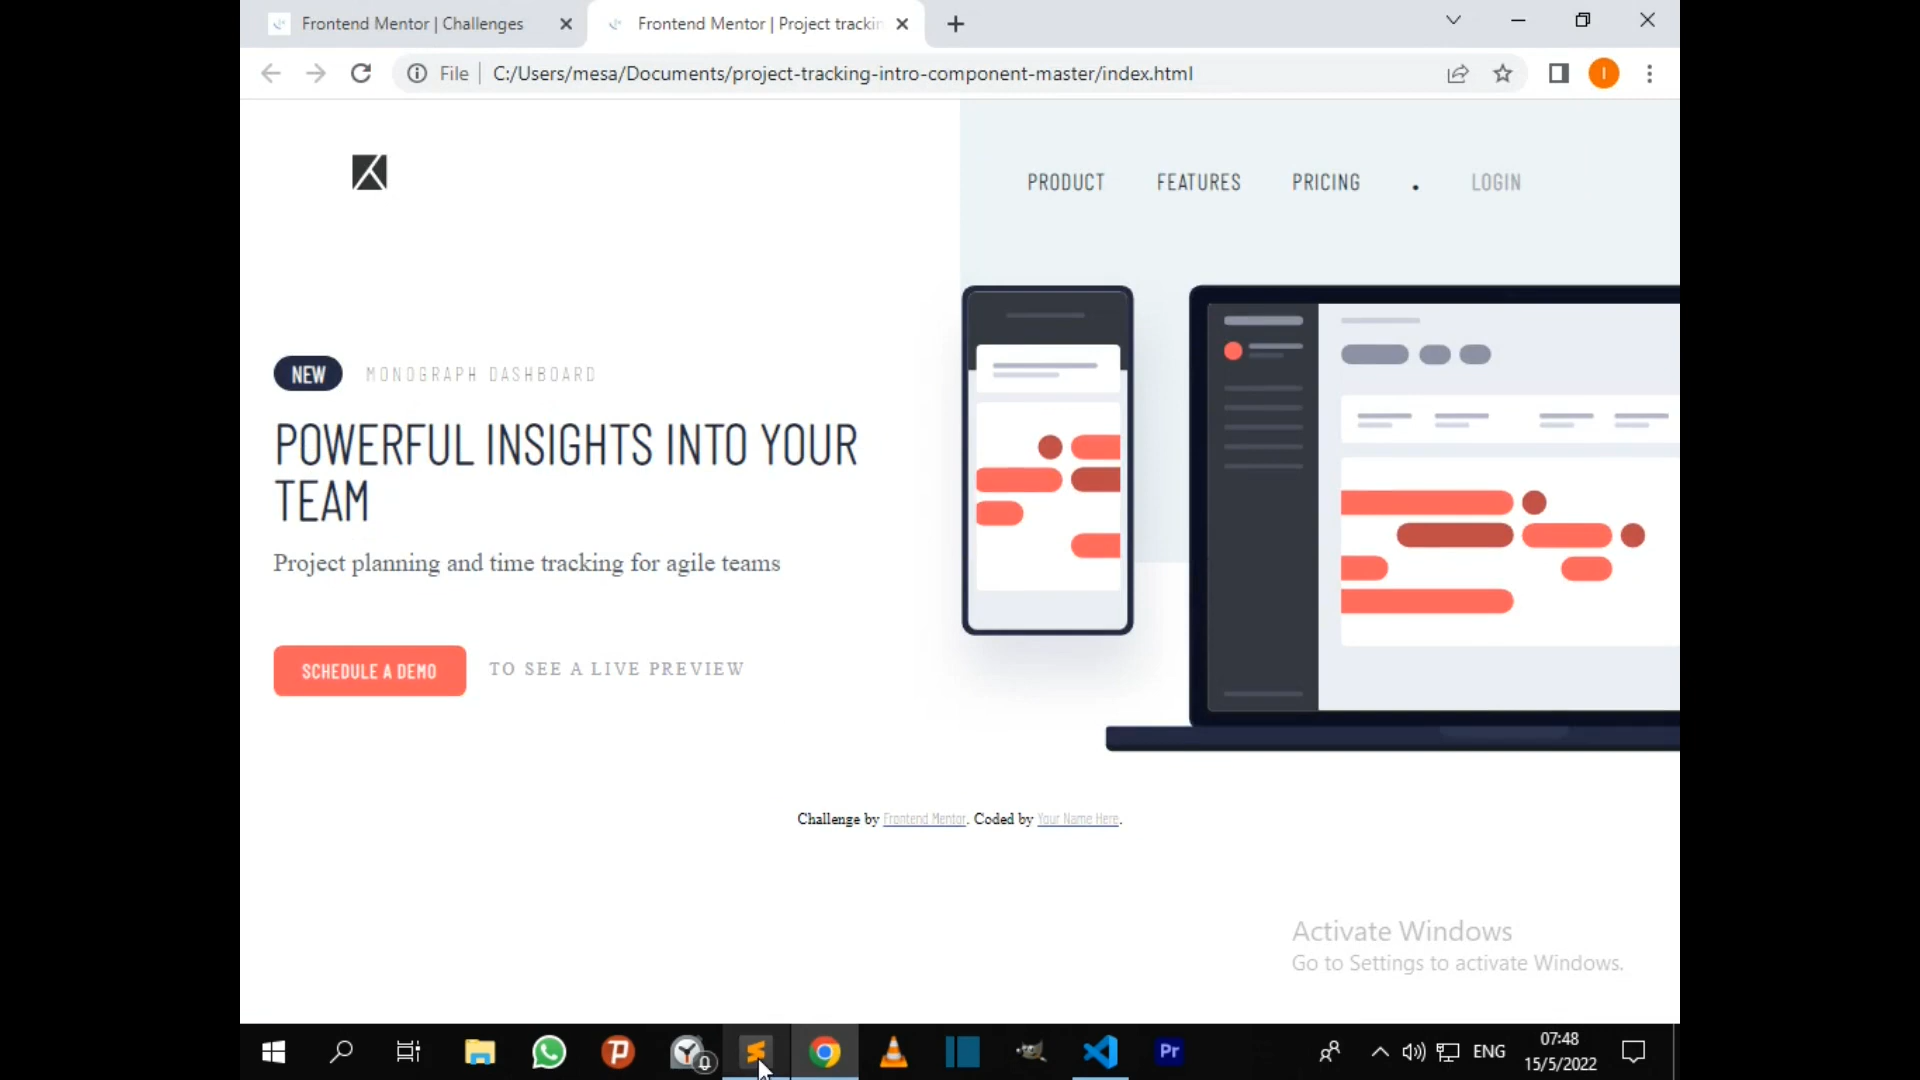 Frontend Mentor | Challenges
Frontend Mentor | Project trackin
File
C:/Users/mesa/Documents/project-tracking-intro-component-master/index.html
I
PRODUCT FEATURES PRICING LOGIN
NEW MONOGRAPH DASHBOARD
POWERFUL INSIGHTS INTO YOUR
TEAM
Project planning and time tracking for agile teams
SCHEDULE A DEMO TO SEE A LIVE PREVIEW
Challenge by Frontend Mentor. Coded by Your Name Here.
Activate Windows
Go to Settings to activate Windows.
Pr
ENG
07:48
15/5/2022